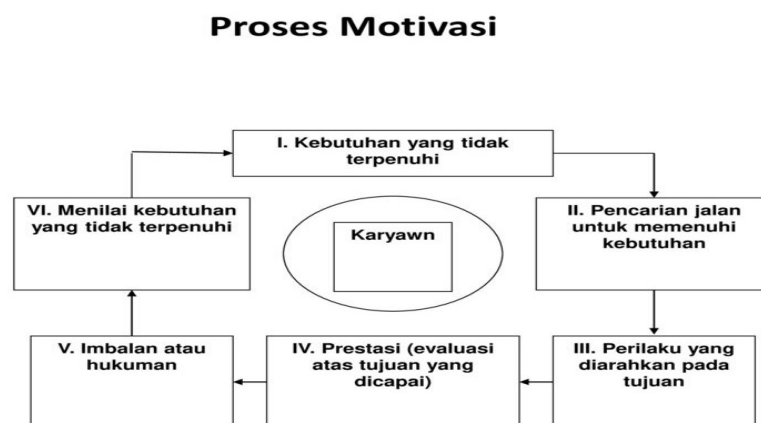 Proses Motivasi
I. Kebutuhan yang tidak
terpenuhi
II. Pencarian jalan
untuk memenuhi
kebutuhan
III. Perilaku yang
diarahkan pada
tujuan
IV. Prestasi (evaluasi
atas tujuan yang
dicapai)
V. Imbalan atau
hukuman
VI. Menilai kebutuhan
yang tidak terpenuhi
Karyawn